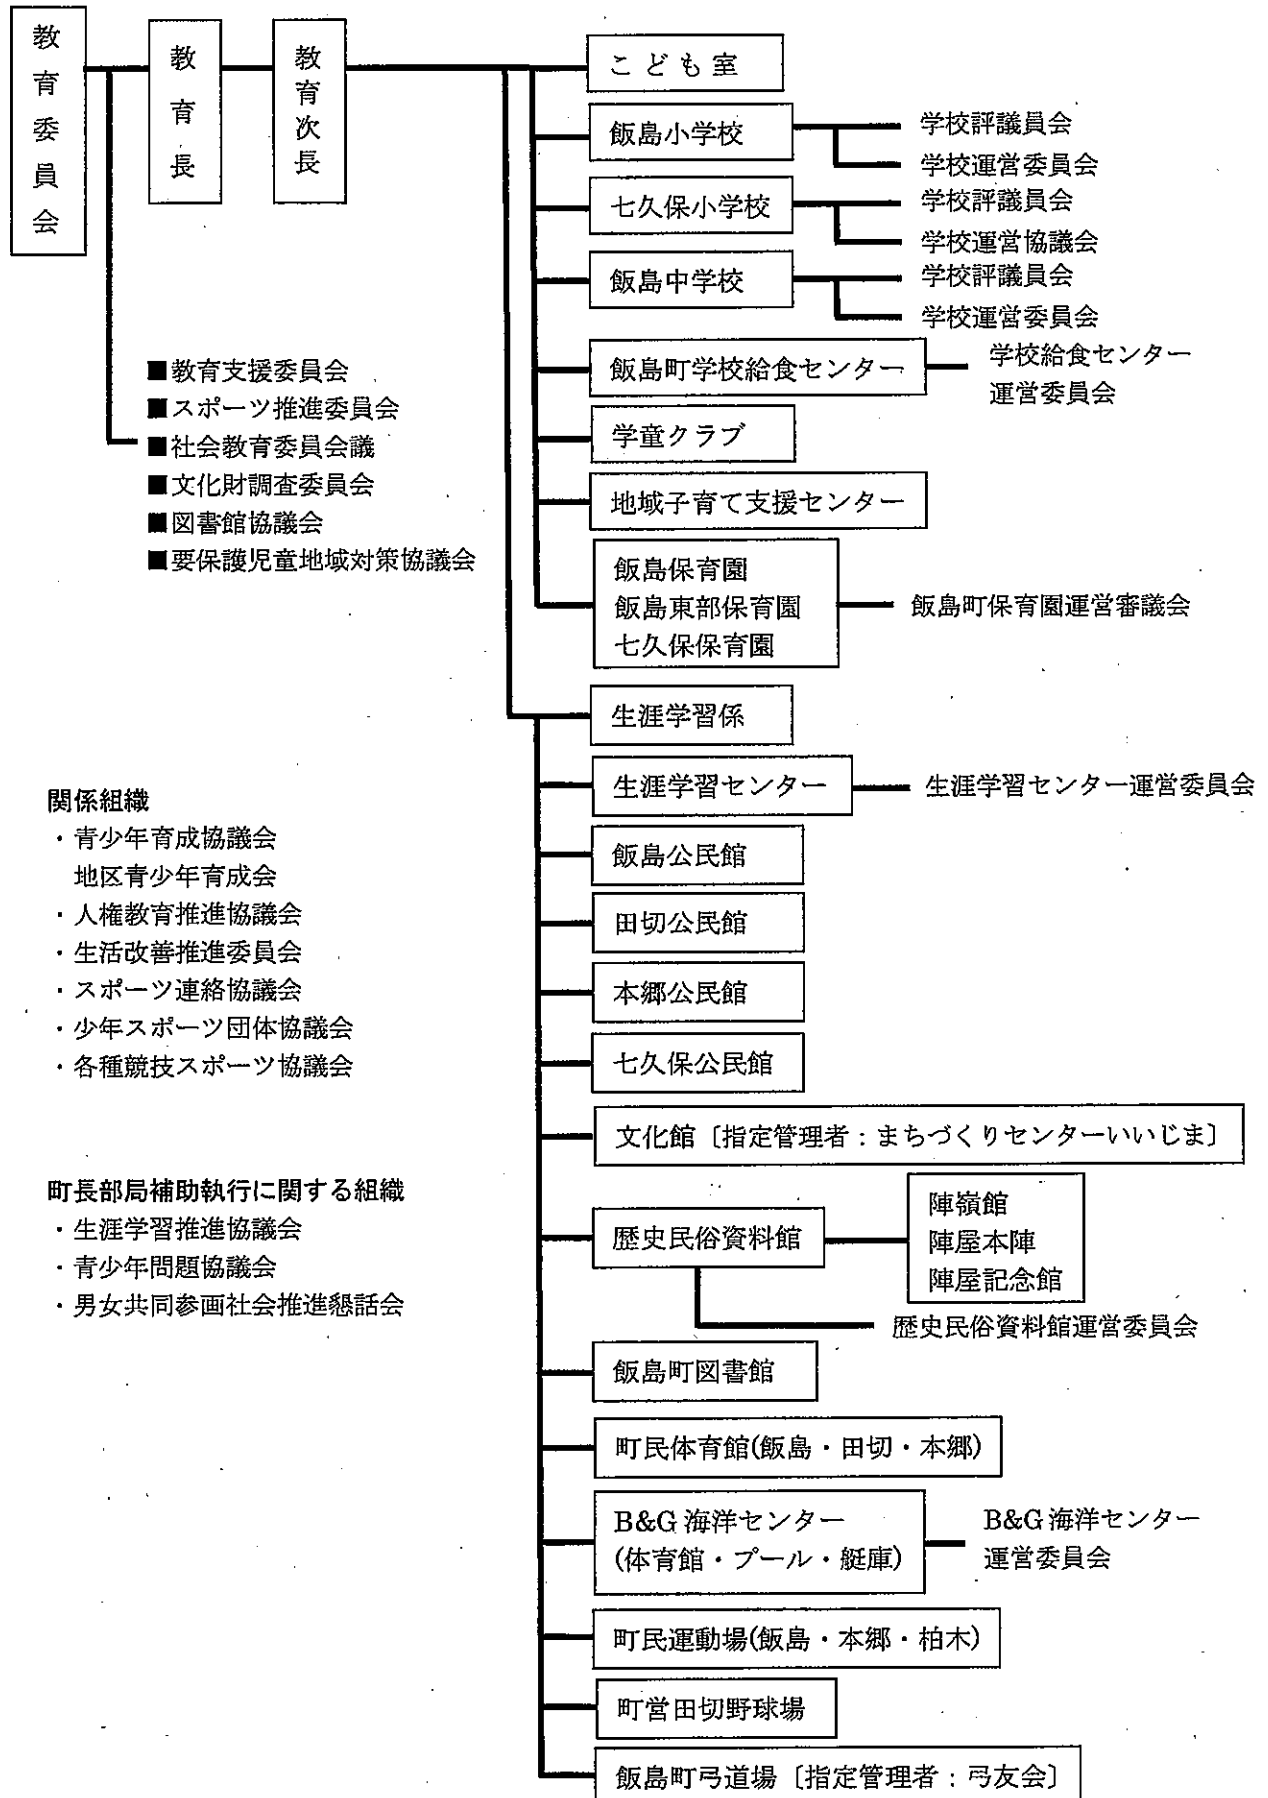 教育委員会
教育長
教育次長
こども室
飯島小学校
学校評議員会
学校運営委員会
七久保小学校
学校評議員会
学校運営協議会
飯島中学校
学校評議員会
学校運営委員会
飯島町学校給食センター
学校給食センター
運営委員会
学童クラブ
地域子育て支援センター
飯島保育園
飯島東部保育園
七久保保育園
飯島町保育園運営審議会
■教育支援委員会
■スポーツ推進委員会
■社会教育委員会議
■文化財調査委員会
■図書館協議会
■要保護児童地域対策協議会
生涯学習係
生涯学習センター
生涯学習センター運営委員会
飯島公民館
田切公民館
本郷公民館
七久保公民館
文化館〔指定管理者:まちづくりセンターいいじま〕
歴史民俗資料館
陣嶺館
陣屋本陣
陣屋記念館
歴史民俗資料館運営委員会
飯島町図書館
町民体育館(飯島・田切・本郷)
B&G海洋センター
(体育館・プール・艇庫)
B&G海洋センター
運営委員会
町民運動場(飯島・本郷・柏木)
町営田切野球場
飯島町弓道場〔指定管理者:弓友会〕
関係組織
・青少年育成協議会
地区青少年育成会
・人権教育推進協議会
・生活改善推進委員会
・スポーツ連絡協議会
・少年スポーツ団体協議会
・各種競技スポーツ協議会
町長部局補助執行に関する組織
・生涯学習推進協議会
・青少年問題協議会
・男女共同参画社会推進懇話会